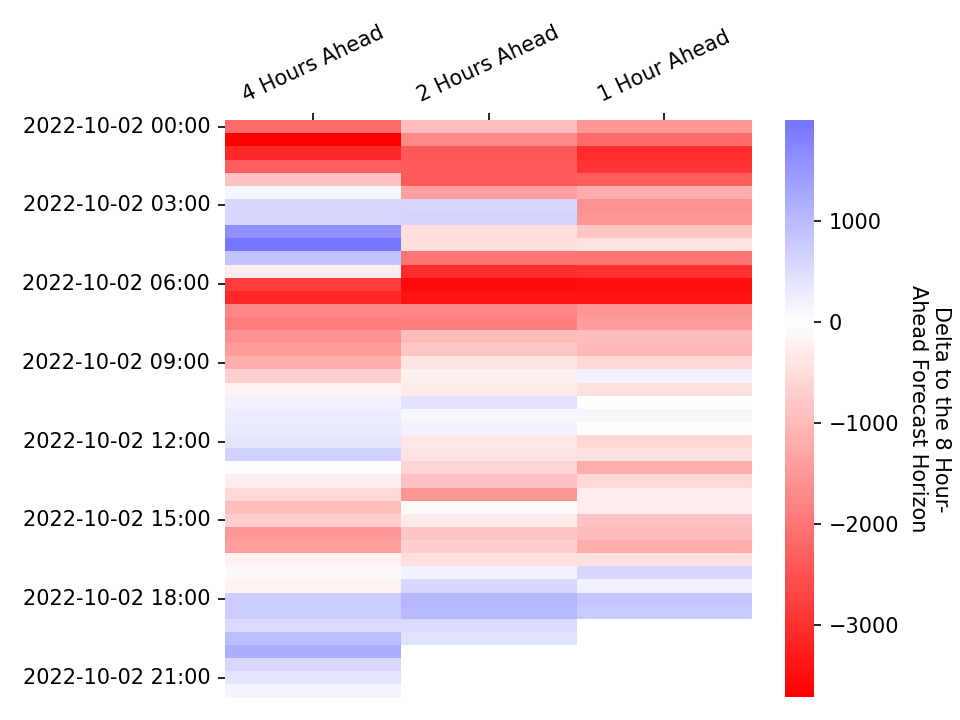 4 Hours Ahead
2 Hours Ahead
1 Hour Ahead
2022-10-02 00:00
2022-10-02 03:00
2022-10-02 06:00
2022-10-02 09:00
2022-10-02 12:00
2022-10-02 15:00
2022-10-02 18:00
2022-10-02 21:00
1000
0
−1000
−2000
−3000
Delta to the 8 Hour-
Ahead Forecast Horizon